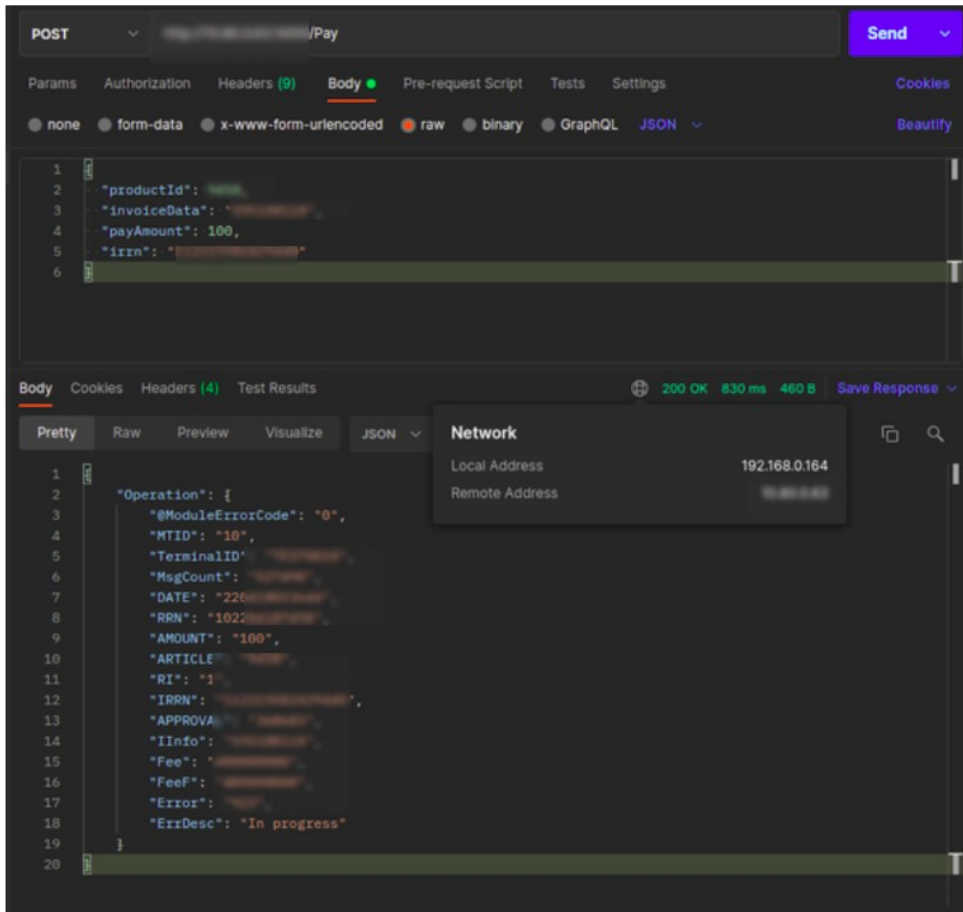 POST /Pay Send
Params Authorization Headers (9) Body Pre-request Script Tests Settings Cookies
none form-data x-www-form-urlencoded raw binary GraphQL JSON Beautify
1 {
2 "productId":
3 "invoiceData": "
4 "payAmount": 100,
5 "irrn": " "
6 }
Body Cookies Headers (4) Test Results 200 OK 830 ms 460 B Save Response
Pretty Raw Preview Visualize JSON
Network
Local Address 192.168.0.164
Remote Address
1 {
2 "Operation": {
3 "@ModuleErrorCode": "0",
4 "MTID": "10",
5 "TerminalID"
6 "MsgCount":
7 "DATE": "220
8 "RRN": "1022
9 "AMOUNT": "100",
10 "ARTICLE
11 "RI": "1
12 "IRRN": ",
13 "APPROVA
14 "IInfo":
15 "Fee": "
16 "FeeF":
17 "Error":
18 "ErrDesc": "In progress"
19 }
20 }